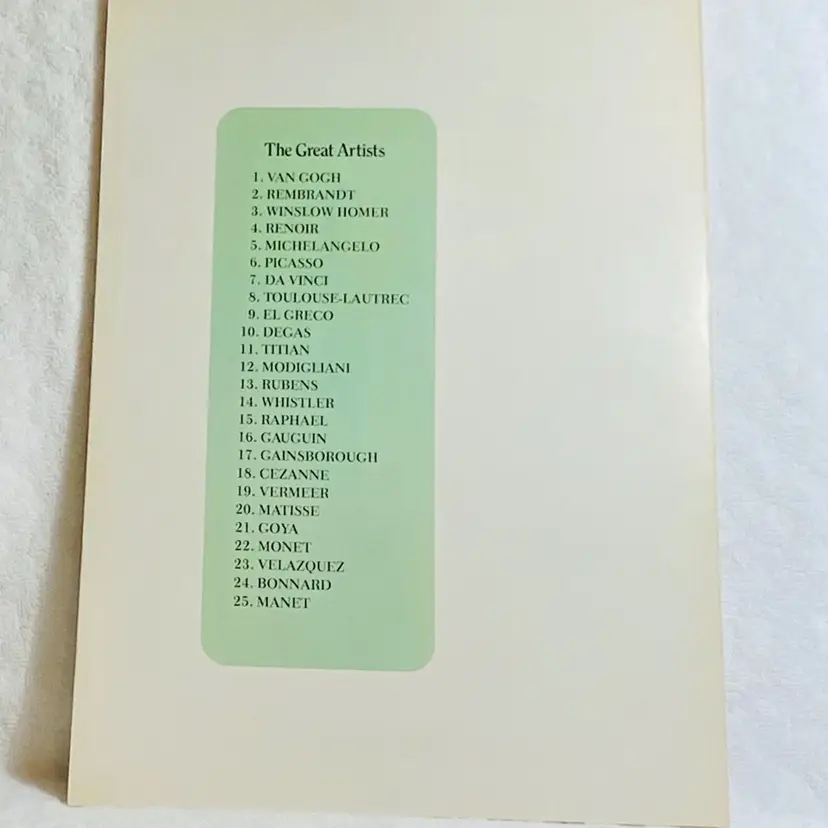 The Great Artists
1. VAN GOGH
2. REMBRANDT
3. WINSLOW HOMER
4. RENOIR
5. MICHELANGELO
6. PICASSO
7. DA VINCI
8. TOULOUSE-LAUTREC
9. EL GRECO
10. DEGAS
11. TITIAN
12. MODIGLIANI
13. RUBENS
14. WHISTLER
15. RAPHAEL
16. GAUGUIN
17. GAINSBOROUGH
18. CEZANNE
19. VERMEER
20. MATISSE
21. GOYA
22. MONET
23. VELAZQUEZ
24. BONNARD
25. MANET